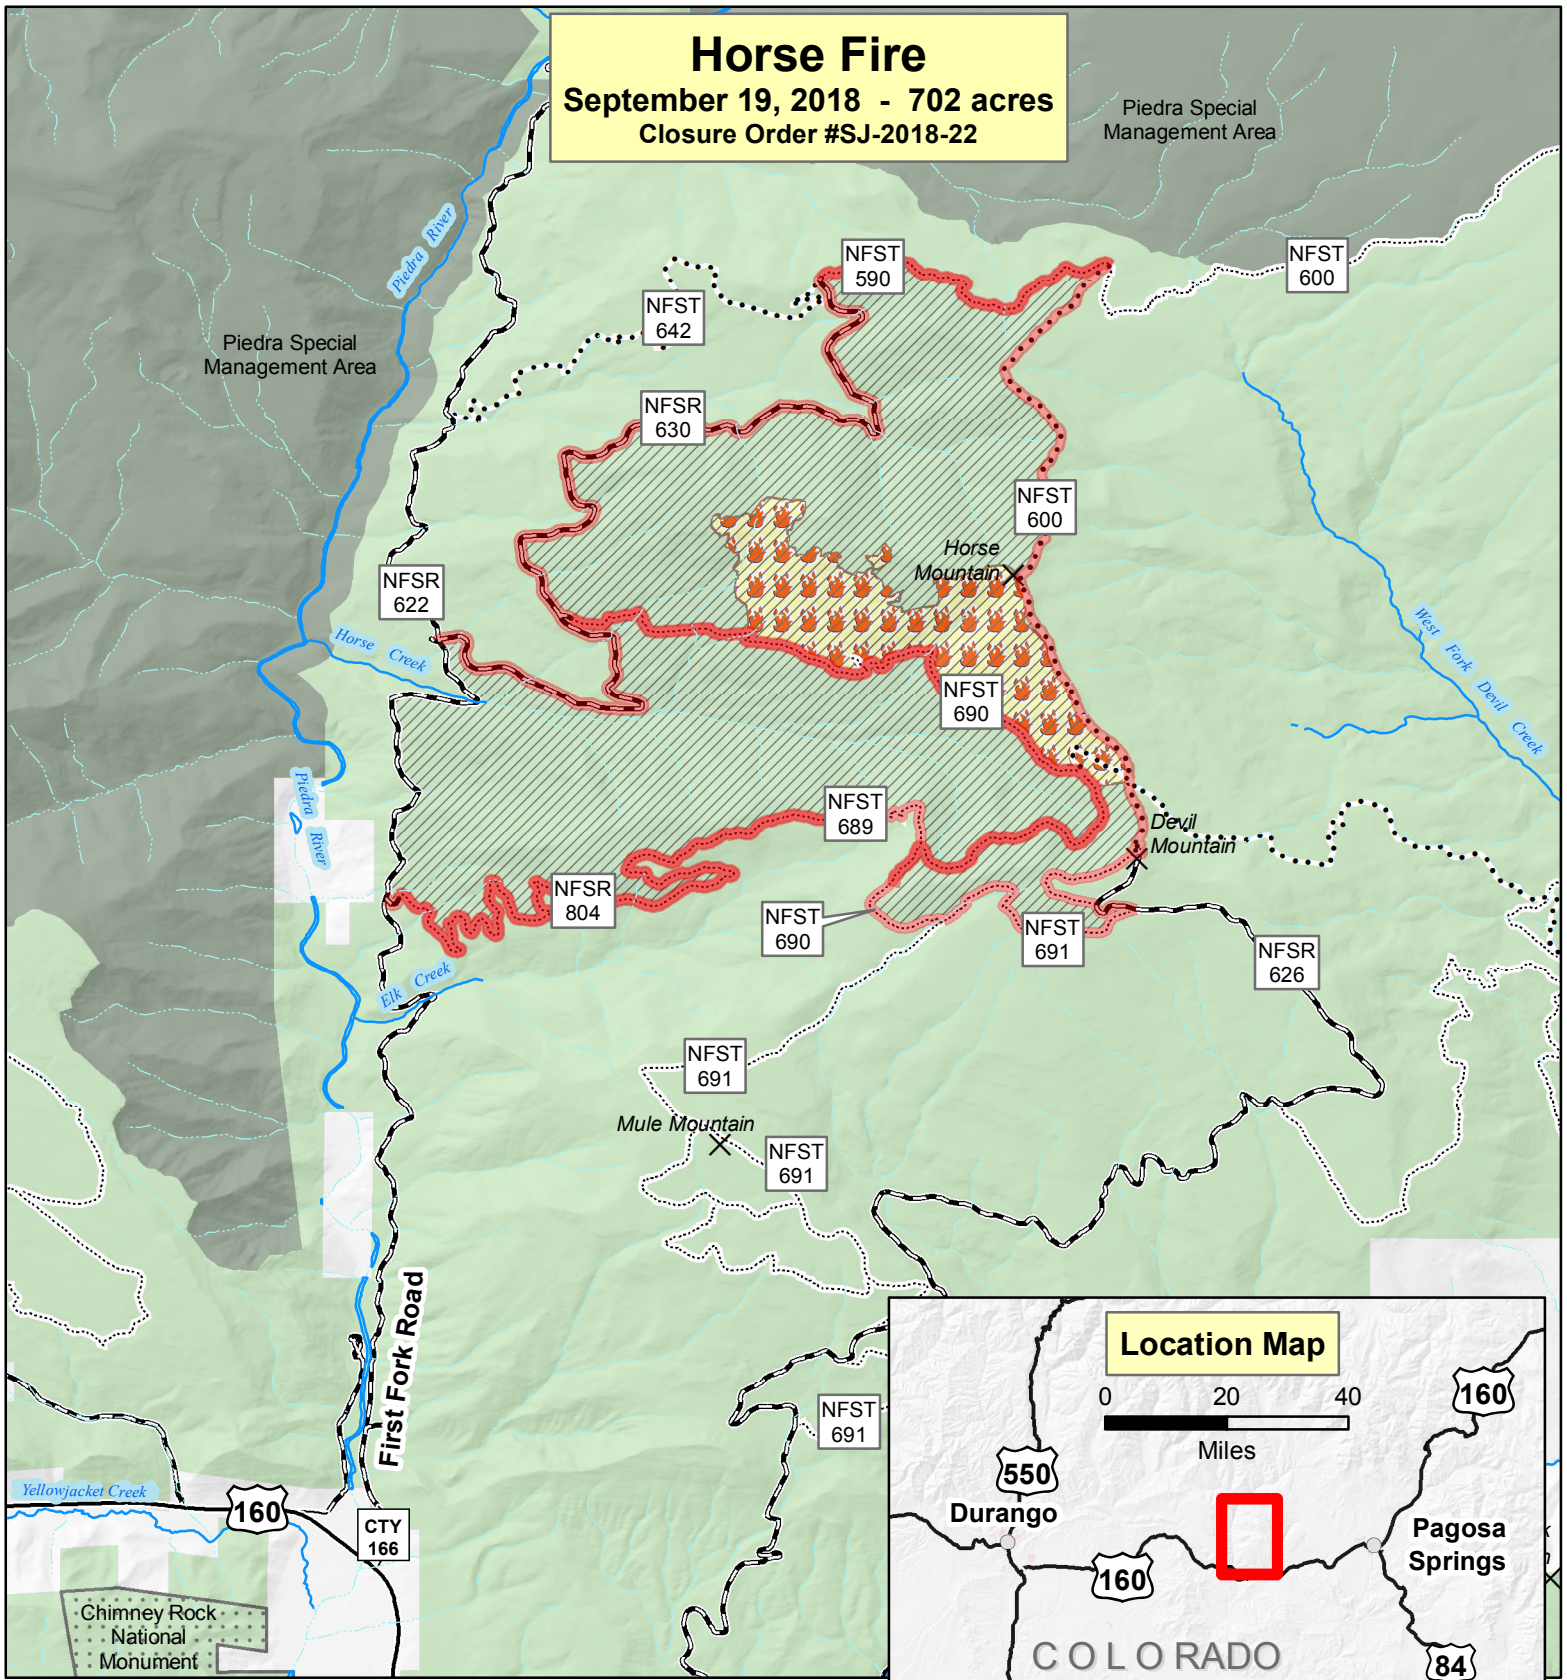 Horse Fire
September 19, 2018 - 702 acres
Closure Order #SJ-2018-22
Piedra Special
Management Area
Piedra River
NFST
590
NFST
600
NFST
642
Piedra Special
Management Area
NFSR
630
NFST
600
Horse
Mountain
NFSR
622
Horse Creek
West Fork Devil Creek
NFST
690
Piedra River
NFST
689
Devil
Mountain
NFSR
804
NFST
690
NFST
691
NFSR
626
Elk Creek
NFST
691
Mule Mountain
NFST
691
First Fork Road
NFST
691
Yellowjacket Creek
160
CTY
166
Chimney Rock
National
Monument
Location Map
0 20 40
Miles
160
550
Durango
Pagosa
Springs
160
COLORADO
84